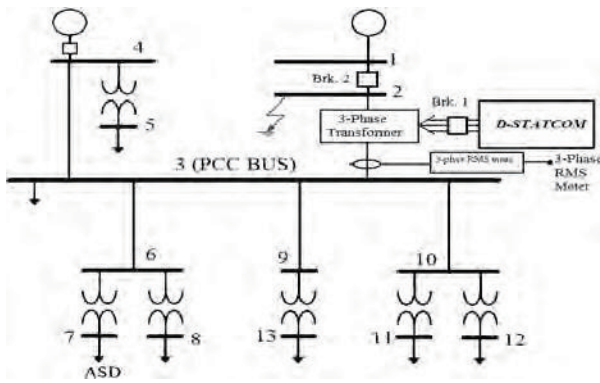 4
1
Brk. 2
2
Brk. 1
5
3-Phase
Transformer
D-STATCOM
3 (PCC BUS)
3-phase RMS meas.
3-Phase
RMS
Meter
6
9
10
7
8
13
11
12
ASD